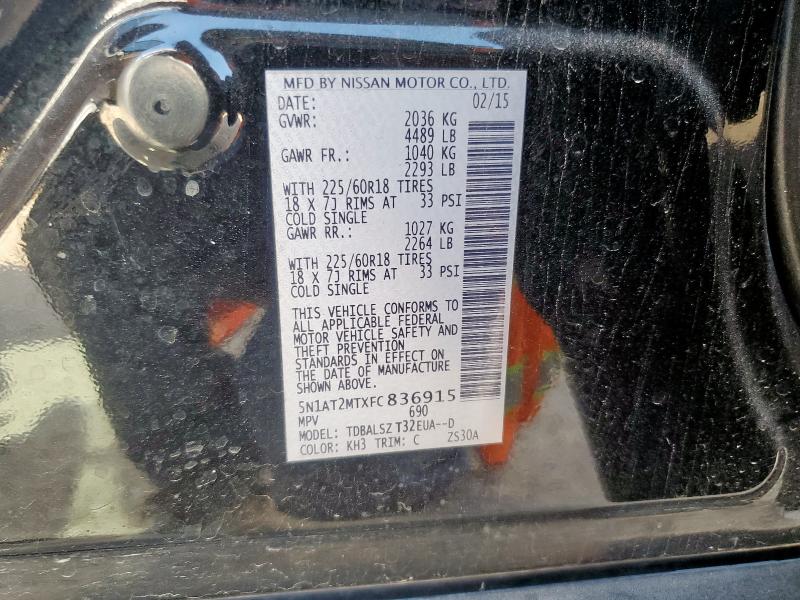 MFD BY NISSAN MOTOR CO., LTD.
DATE: 02/15
GVWR: 2036 KG
4489 LB
GAWR FR.: 1040 KG
2293 LB
WITH 225/60R18 TIRES
18 X 7J RIMS AT 33 PSI
COLD SINGLE
GAWR RR.: 1027 KG
2264 LB
WITH 225/60R18 TIRES
18 X 7J RIMS AT 33 PSI
COLD SINGLE
THIS VEHICLE CONFORMS TO
ALL APPLICABLE FEDERAL
MOTOR VEHICLE SAFETY AND
THEFT PREVENTION
STANDARDS IN EFFECT ON
THE DATE OF MANUFACTURE
SHOWN ABOVE.
5N1AT2MTXFC836915
MPV 690
MODEL: TDBALSZ T32EUA--D
COLOR: KH3 TRIM: C ZS30A